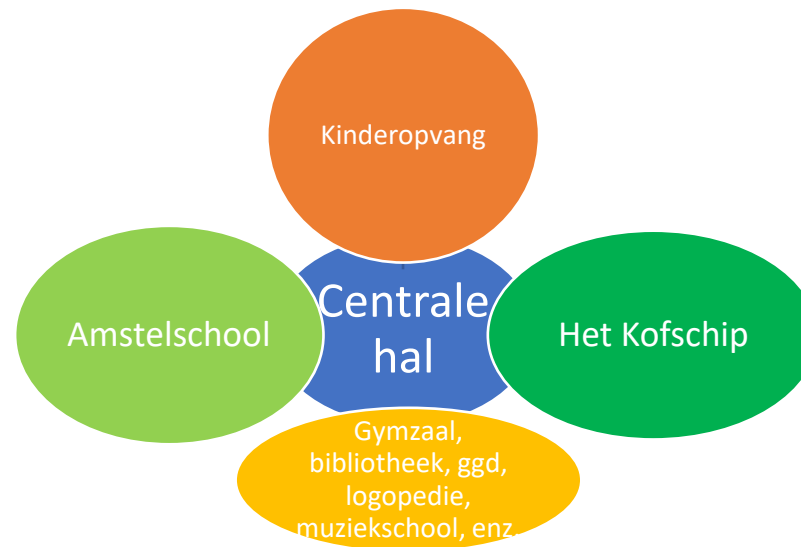 Kinderopvang
Amstelschool
Centrale
hal
Het Kofschip
Gymzaal,
bibliotheek, ggd,
logopedie,
muziekschool, enz.